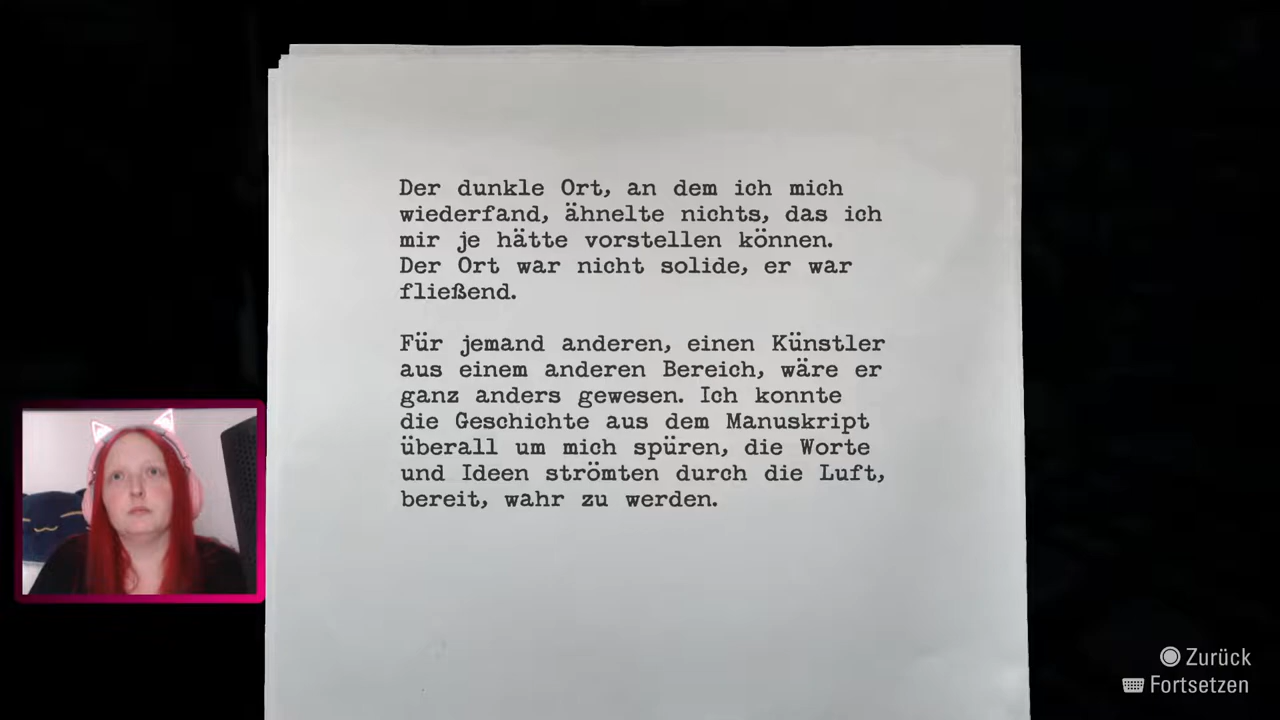 Der dunkle Ort, an dem ich mich
wiederfand, ähnelte nichts, das ich
mir je hätte vorstellen können.
Der Ort war nicht solide, er war
fließend.
Für jemand anderen, einen Künstler
aus einem anderen Bereich, wäre er
ganz anders gewesen. Ich konnte
die Geschichte aus dem Manuskript
überall um mich spüren, die Worte
und Ideen strömten durch die Luft,
bereit, wahr zu werden.
Zurück
Fortsetzen